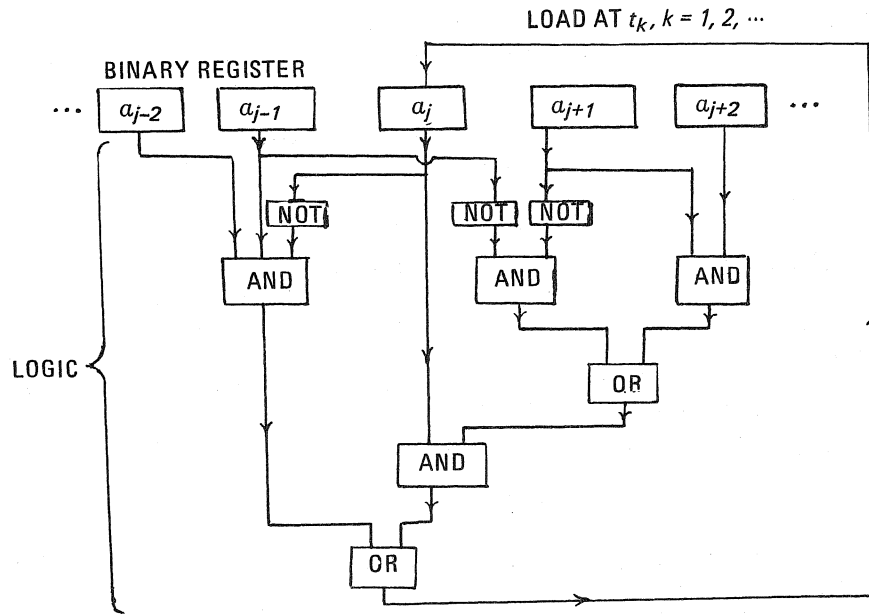 LOAD AT t_k, k = 1, 2, ...
BINARY REGISTER
... a_{j-2} a_{j-1} a_j a_{j+1} a_{j+2} ...
NOT NOT NOT
AND AND AND
LOGIC
OR
AND
OR